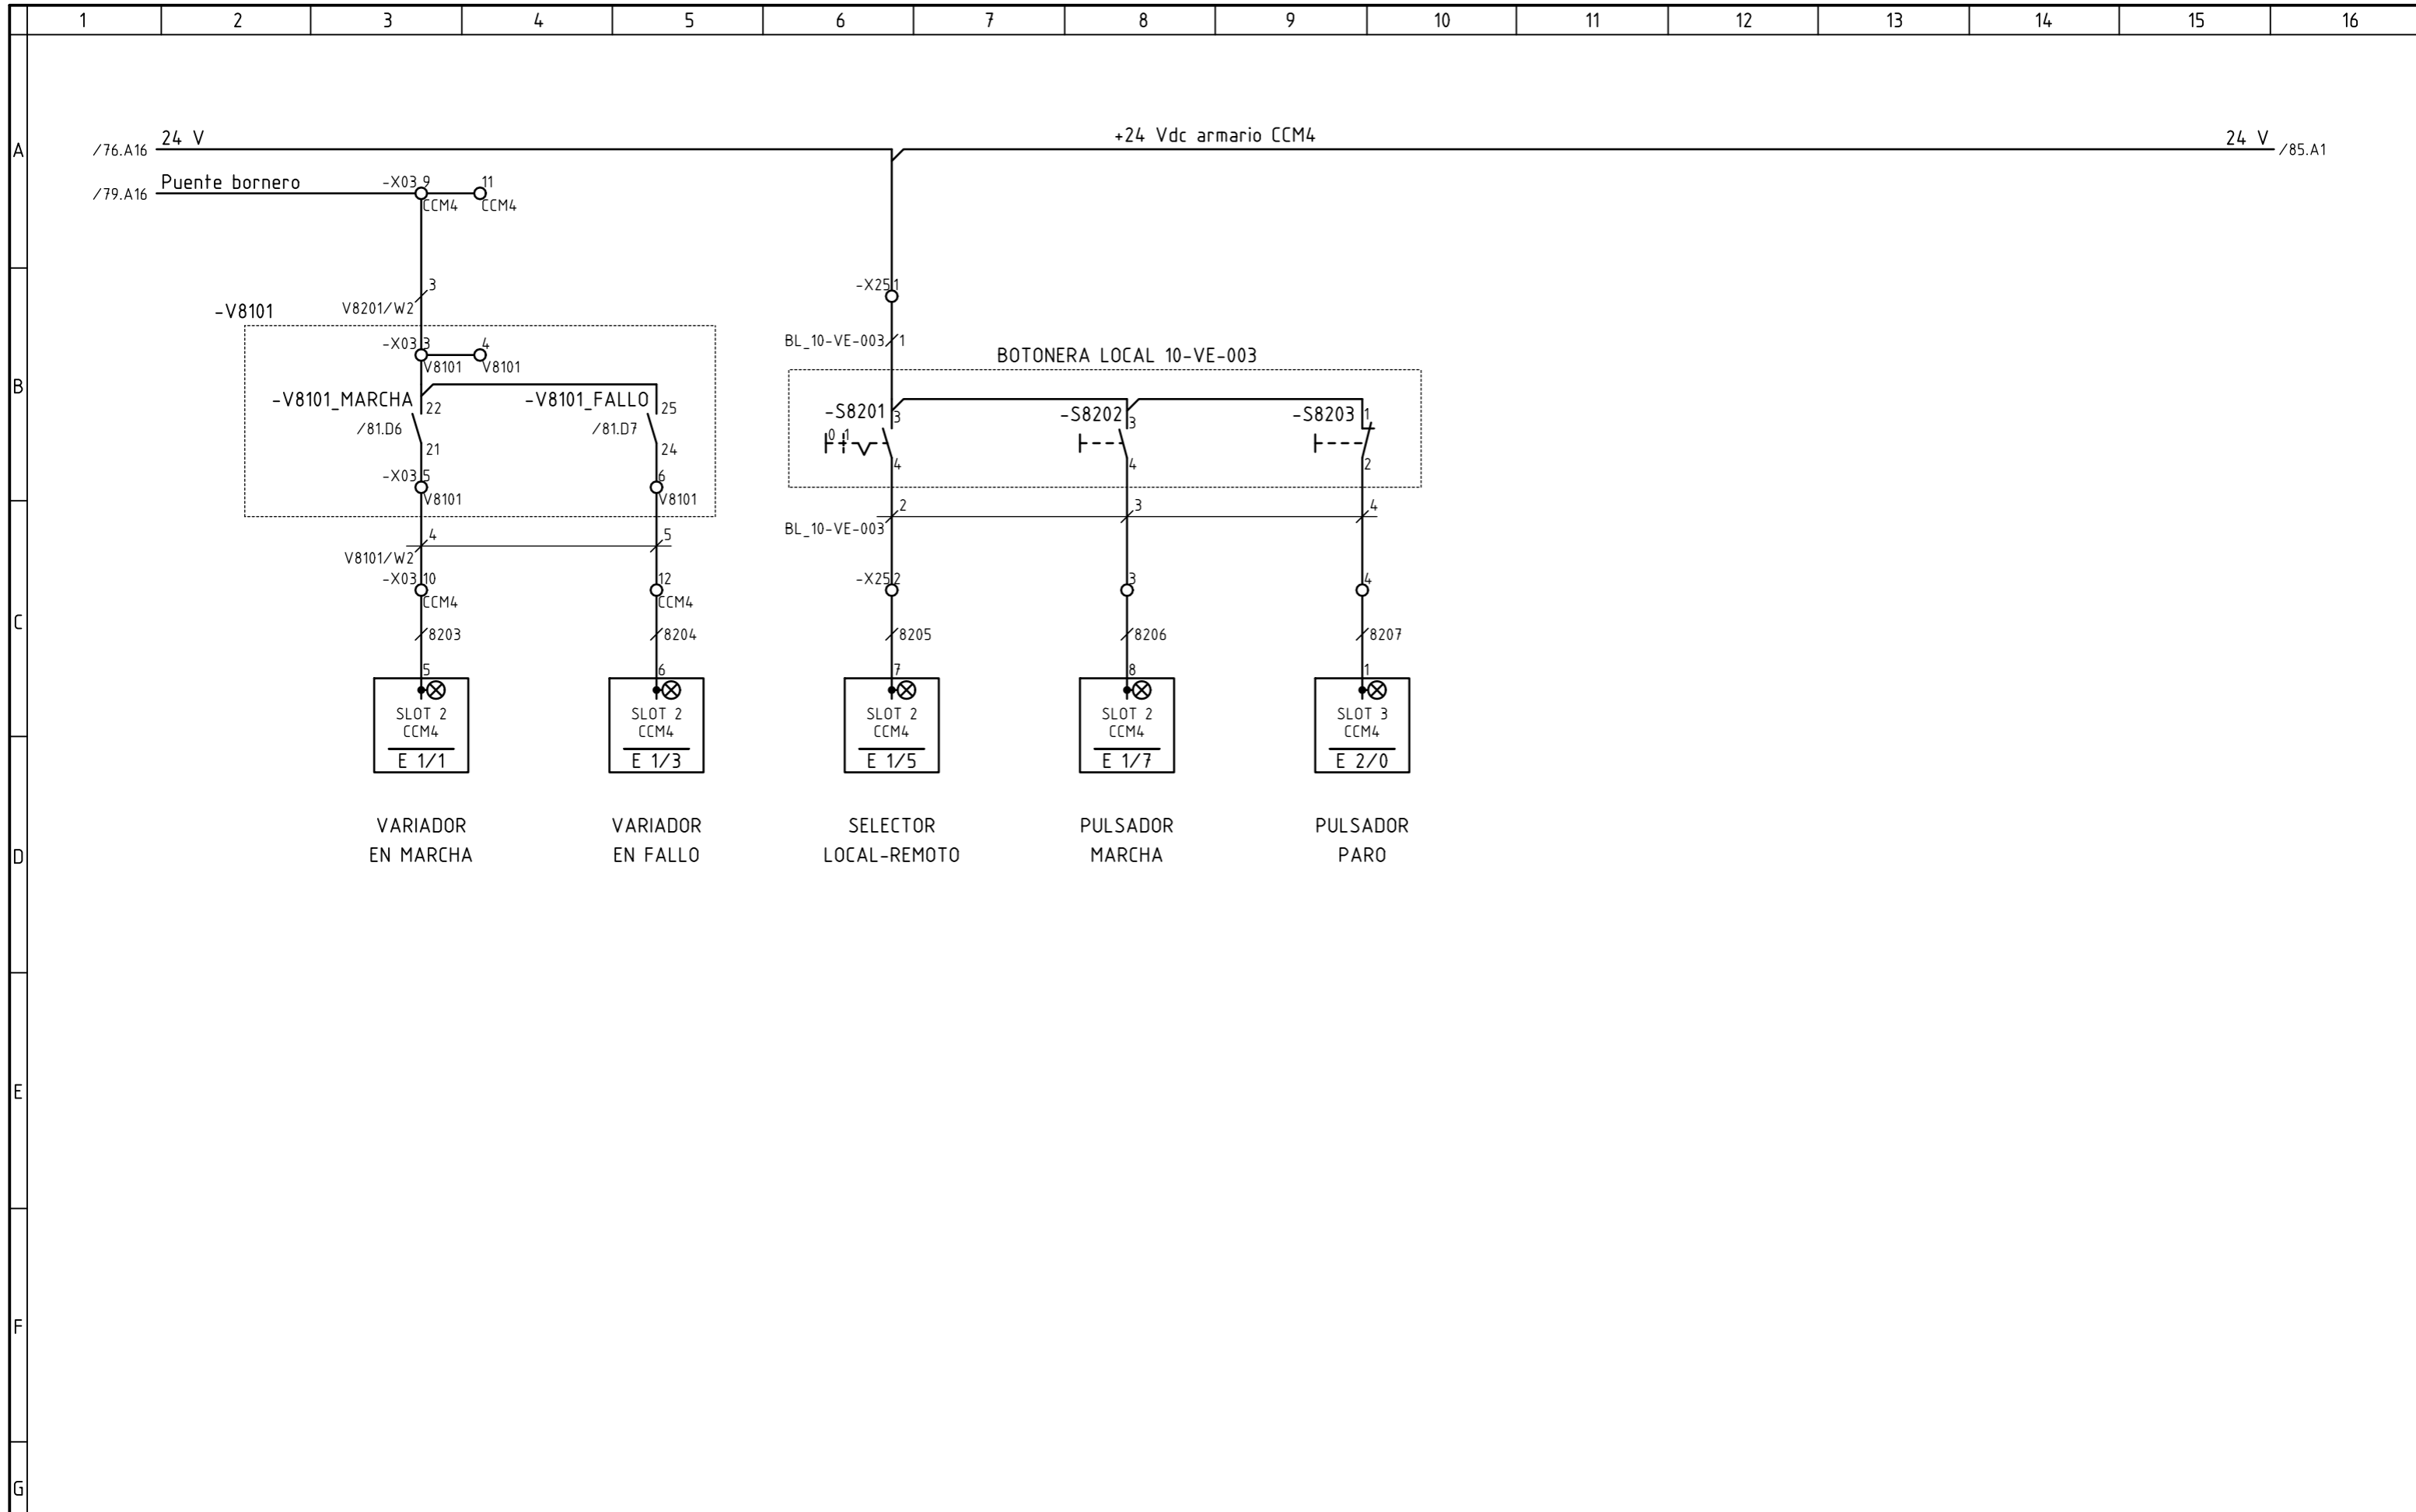 1 2 3 4 5 6 7 8 9 10 11 12 13 14 15 16
A
B
C
D
E
F
G
/76.A16 24 V
+24 Vdc armario CCM4
24 V /85.A1
/79.A16 Puente bornero
-X03 9 11
CCM4 CCM4
3
V8201/W2
-V8101
-X03 3 4
V8101 V8101
-V8101_MARCHA 22
/81.D6
21
-V8101_FALLO 25
/81.D7
24
-X03 5 6
V8101 V8101
4 5
V8101/W2
-X03 10 12
CCM4 CCM4
-X25 1
BL_10-VE-003 1
BOTONERA LOCAL 10-VE-003
-S8201 3
0 1
4
-S8202 3
4
-S8203 1
2
2 3 4
BL_10-VE-003
-X25 2 3 4
8203 8204 8205 8206 8207
5 6 7 8 1
SLOT 2 SLOT 2 SLOT 2 SLOT 2 SLOT 3
CCM4 CCM4 CCM4 CCM4 CCM4
E 1/1 E 1/3 E 1/5 E 1/7 E 2/0
VARIADOR
EN MARCHA
VARIADOR
EN FALLO
SELECTOR
LOCAL-REMOTO
PULSADOR
MARCHA
PULSADOR
PARO